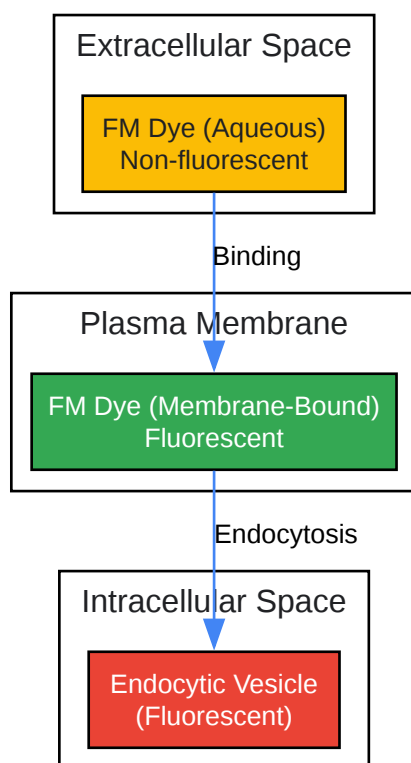 Extracellular Space
FM Dye (Aqueous)
Non-fluorescent
Binding
Plasma Membrane
FM Dye (Membrane-Bound)
Fluorescent
Endocytosis
Intracellular Space
Endocytic Vesicle
(Fluorescent)